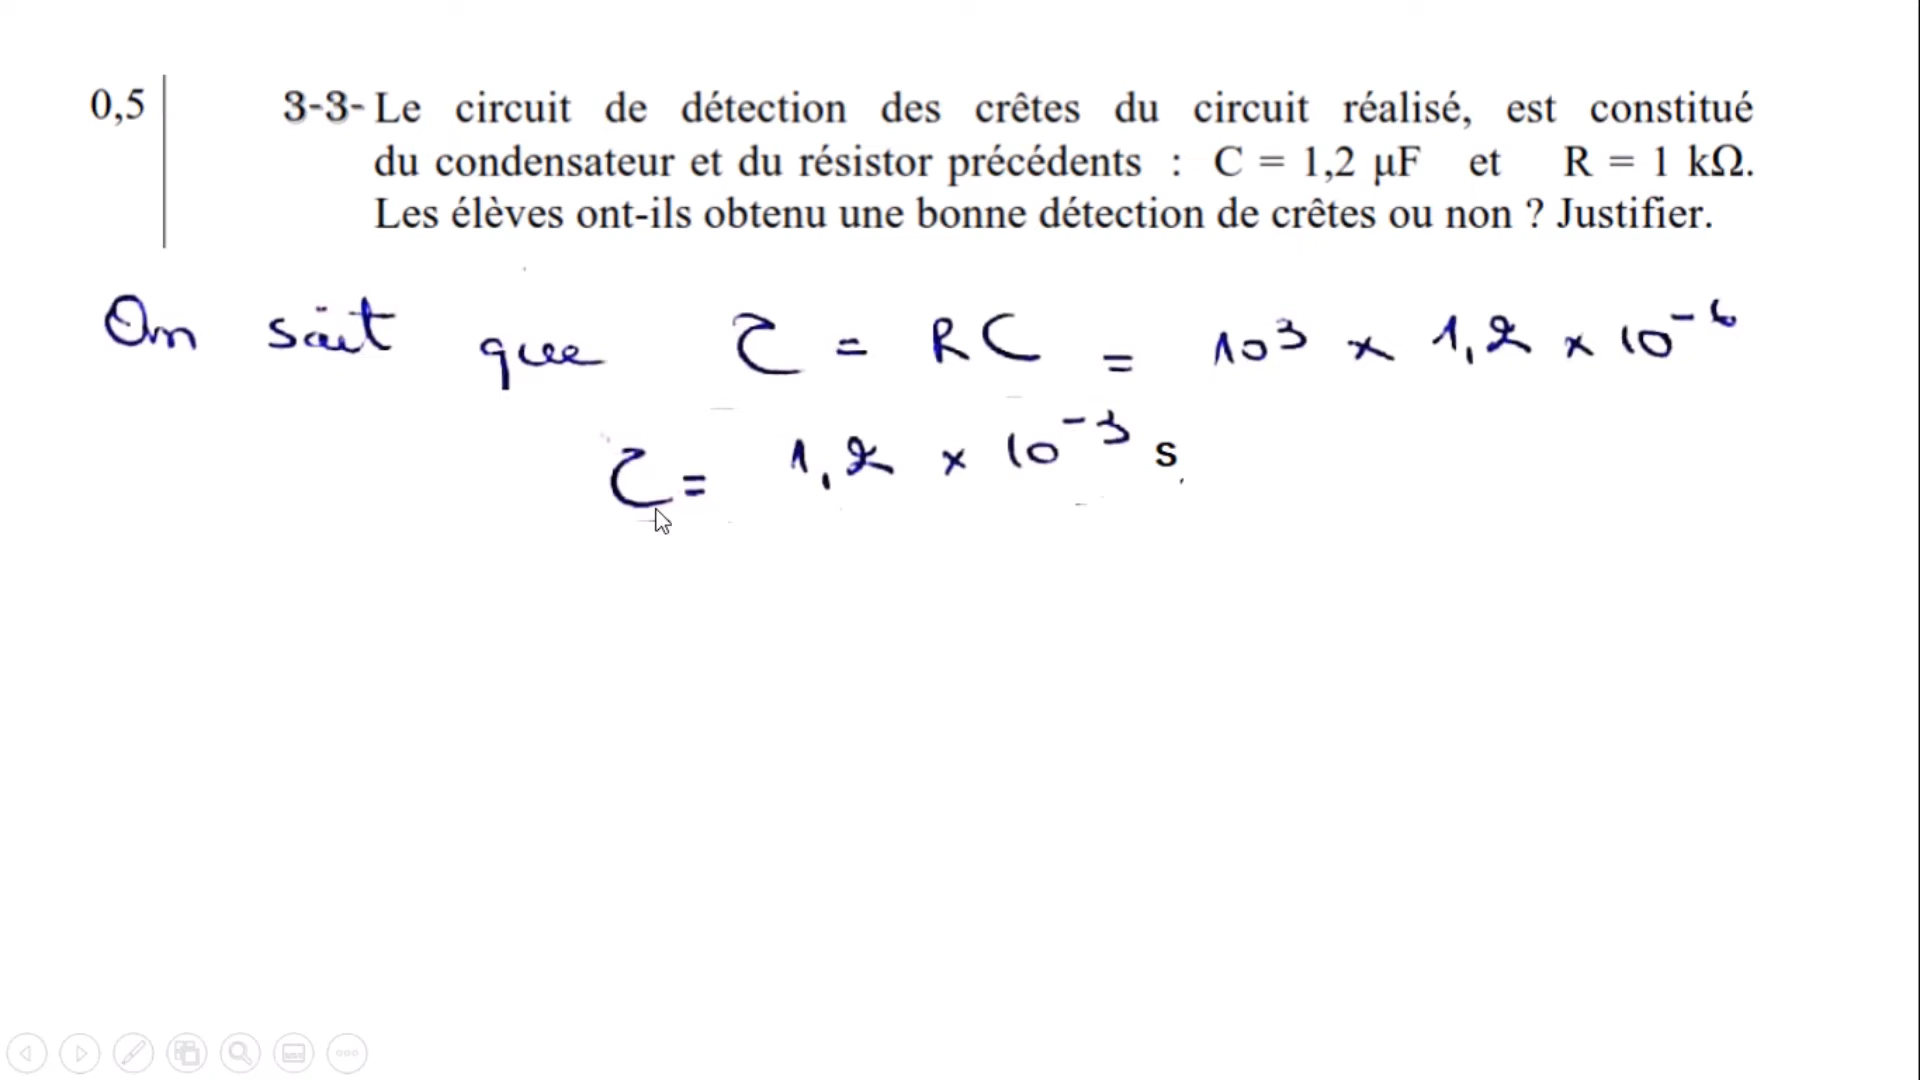 0,5
3-3- Le circuit de détection des crêtes du circuit réalisé, est constitué
du condensateur et du résistor précédents : C = 1,2 μF et R = 1 kΩ.
Les élèves ont-ils obtenu une bonne détection de crêtes ou non ? Justifier.
On sait que τ = RC = 10³ × 1,2 × 10⁻⁶
τ = 1,2 × 10⁻³ s